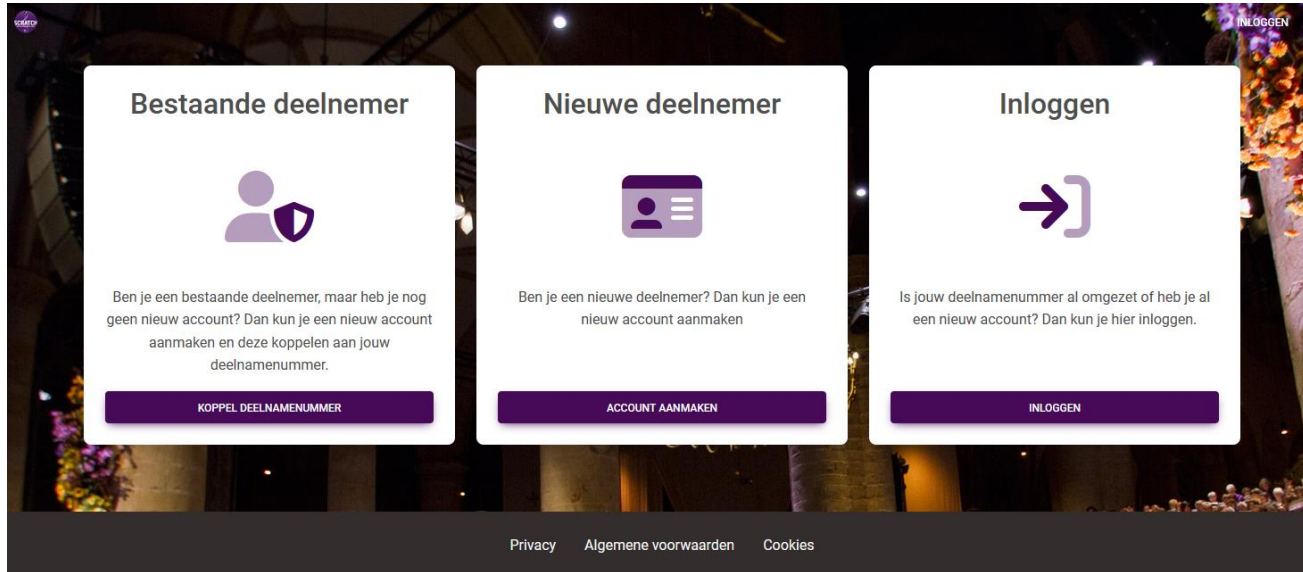 SCRATCH
INLOGGEN
Bestaande deelnemer
Ben je een bestaande deelnemer, maar heb je nog
geen nieuw account? Dan kun je een nieuw account
aanmaken en deze koppelen aan jouw
deelnamenummer.
KOPPEL DEELNAMENUMMER
Nieuwe deelnemer
Ben je een nieuwe deelnemer? Dan kun je een
nieuw account aanmaken
ACCOUNT AANMAKEN
Inloggen
Is jouw deelnamenummer al omgezet of heb je al
een nieuw account? Dan kun je hier inloggen.
INLOGGEN
Privacy Algemene voorwaarden Cookies